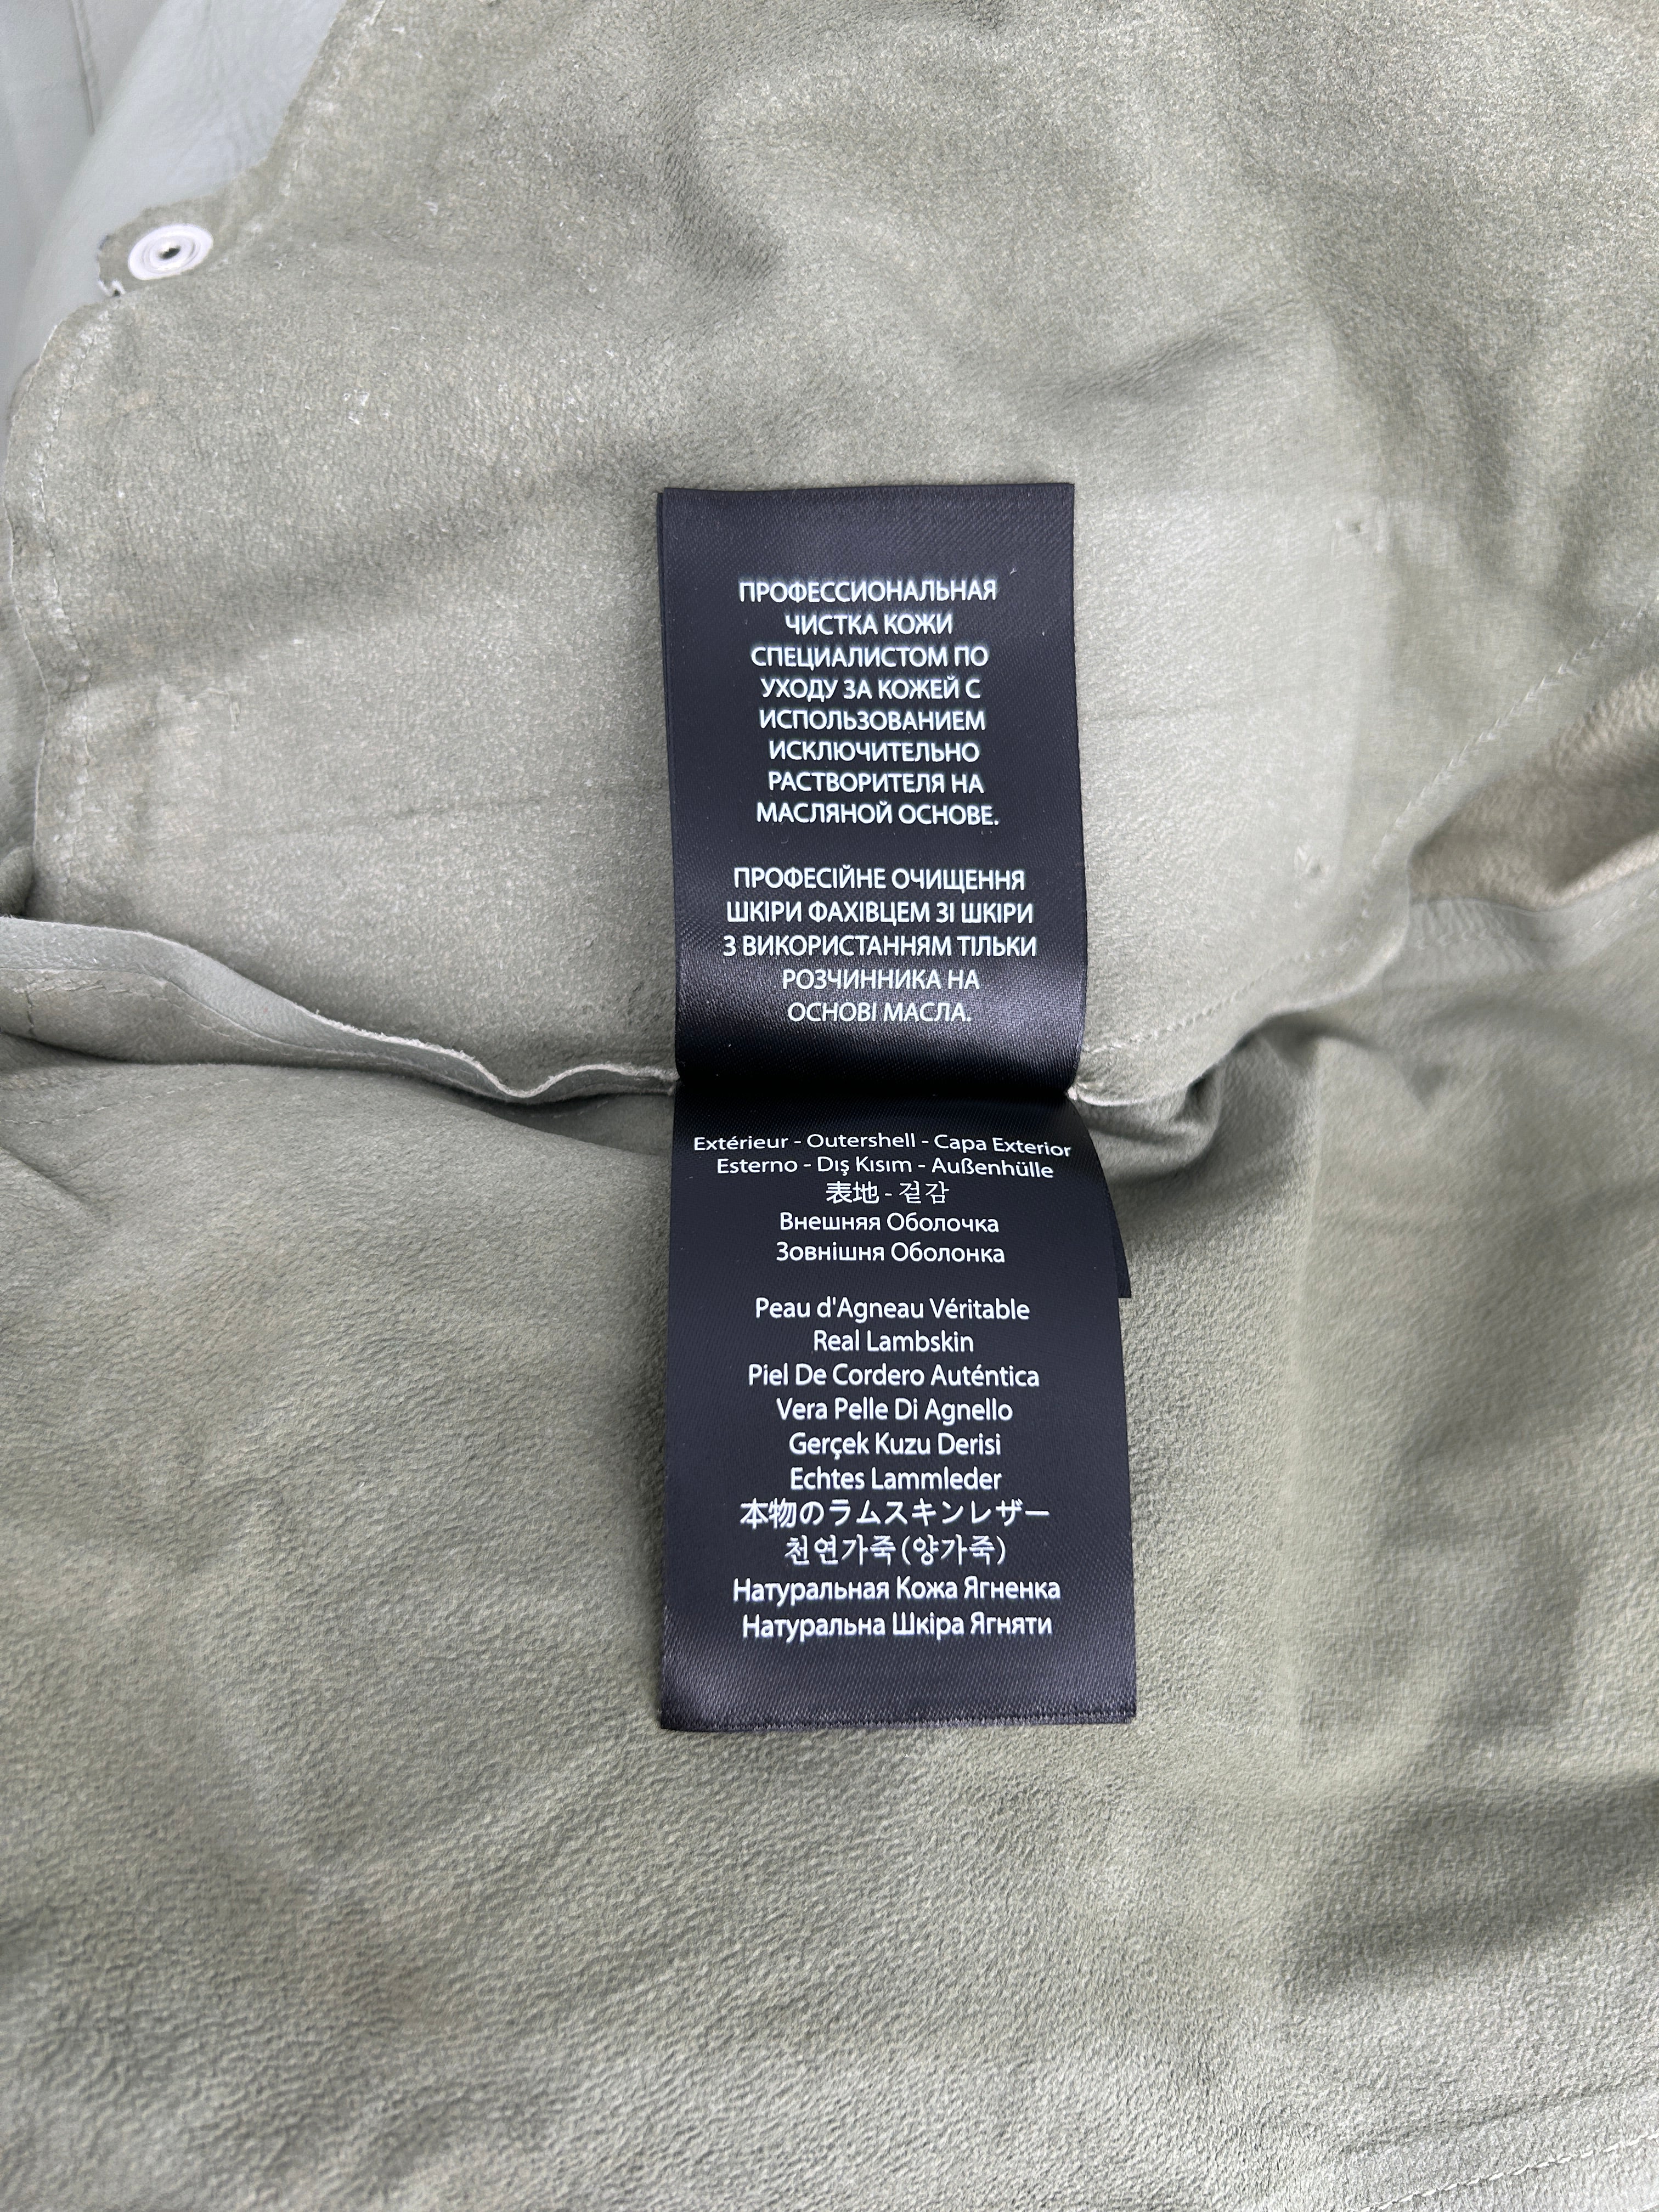 ПРОФЕССИОНАЛЬНАЯ
ЧИСТКА КОЖИ
СПЕЦИАЛИСТОМ ПО
УХОДУ ЗА КОЖЕЙ С
ИСПОЛЬЗОВАНИЕМ
ИСКЛЮЧИТЕЛЬНО
РАСТВОРИТЕЛЯ НА
МАСЛЯНОЙ ОСНОВЕ.
ПРОФЕСІЙНЕ ОЧИЩЕННЯ
ШКІРИ ФАХІВЦЕМ ЗІ ШКІРИ
З ВИКОРИСТАННЯМ ТІЛЬКИ
РОЗЧИННИКА НА
ОСНОВІ МАСЛА.
Extérieur - Outershell - Capa Exterior
Esterno - Dış Kısım - Außenhülle
表地 - 겉감
Внешняя Оболочка
Зовнішня Оболонка
Peau d'Agneau Véritable
Real Lambskin
Piel De Cordero Auténtica
Vera Pelle Di Agnello
Gerçek Kuzu Derisi
Echtes Lammleder
本物のラムスキンレザー
천연가죽(양가죽)
Натуральная Кожа Ягненка
Натуральна Шкіра Ягняти